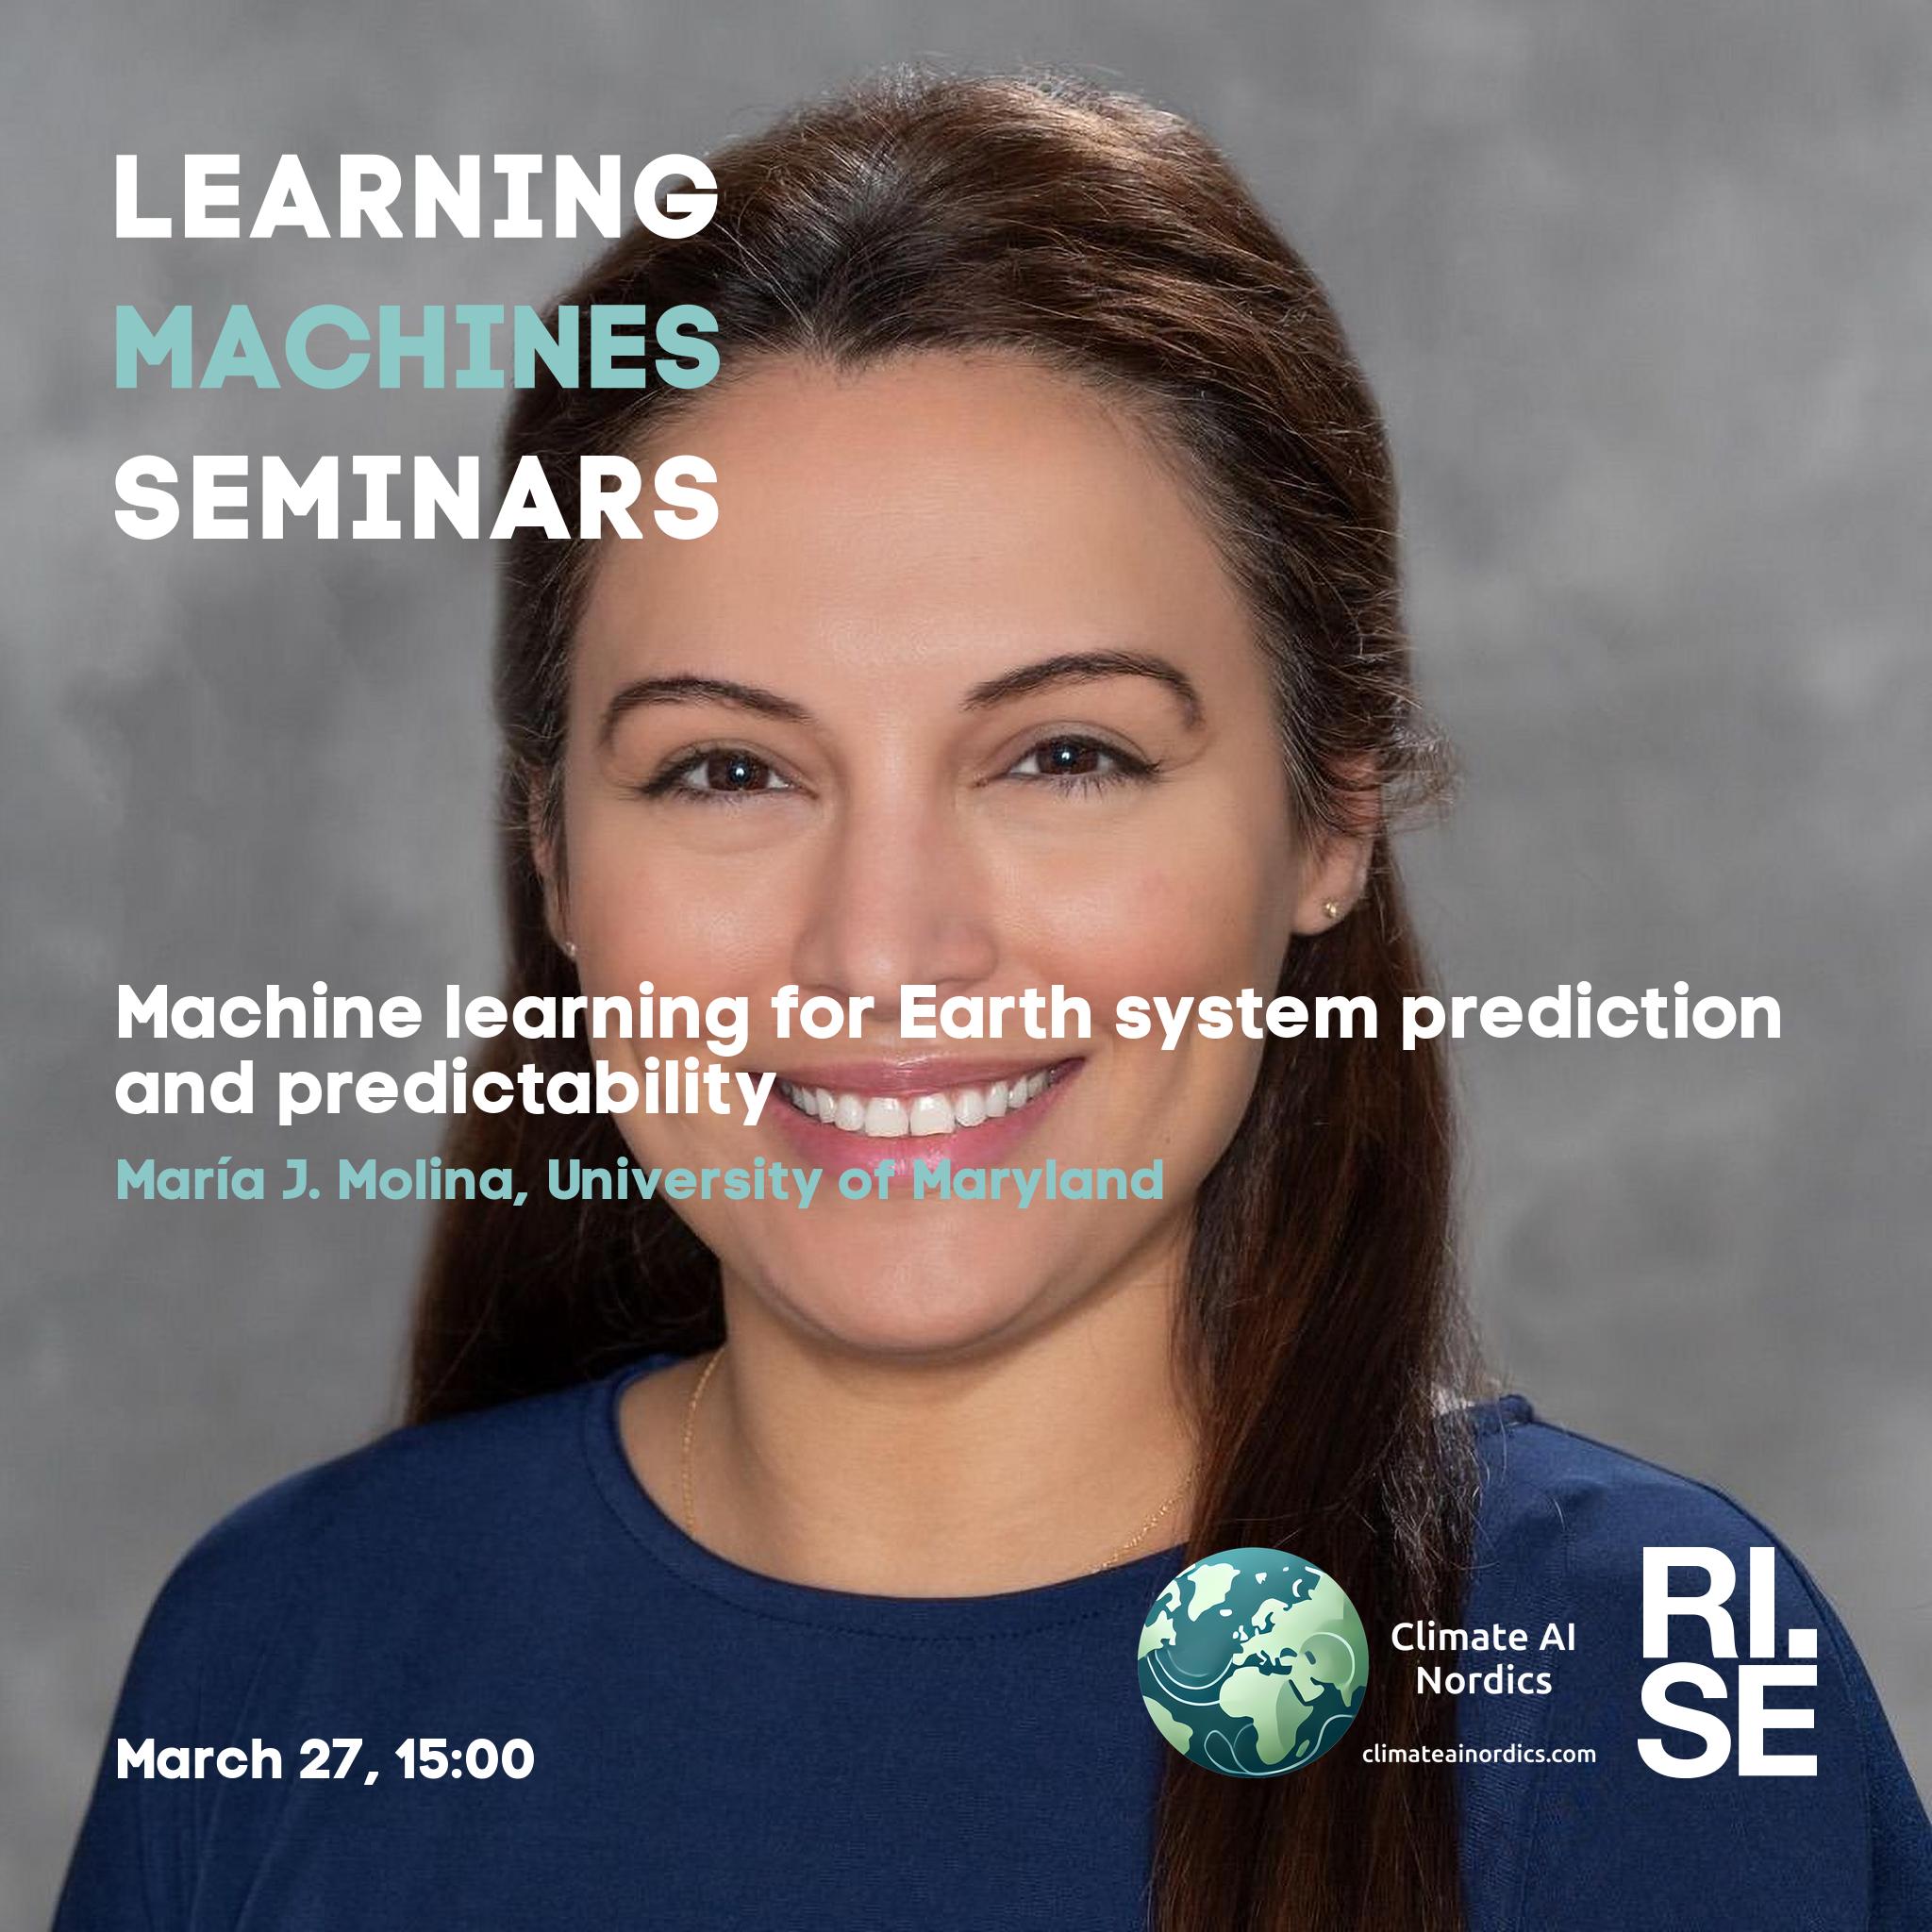 LEARNING
MACHINES
SEMINARS
Machine learning for Earth system prediction
and predictability
María J. Molina, University of Maryland
March 27, 15:00
Climate AI
Nordics
climateainordics.com
RI.
SE